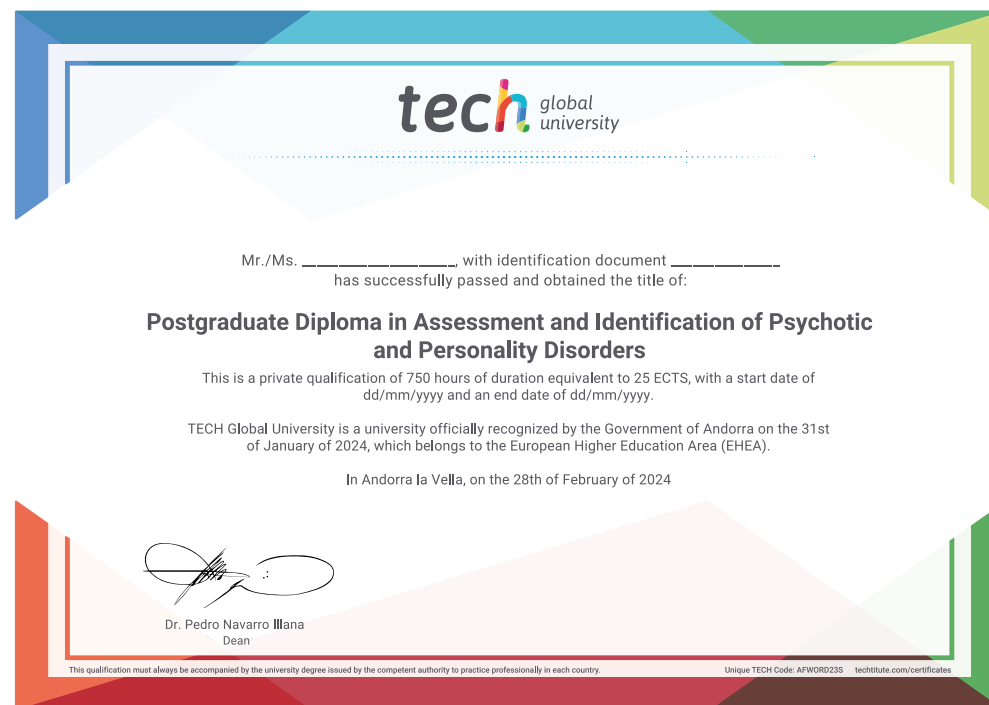 tech global university
Mr./Ms. ____________________, with identification document ______________
has successfully passed and obtained the title of:
Postgraduate Diploma in Assessment and Identification of Psychotic
and Personality Disorders
This is a private qualification of 750 hours of duration equivalent to 25 ECTS, with a start date of
dd/mm/yyyy and an end date of dd/mm/yyyy.
TECH Global University is a university officially recognized by the Government of Andorra on the 31st
of January of 2024, which belongs to the European Higher Education Area (EHEA).
In Andorra la Vella, on the 28th of February of 2024
Dr. Pedro Navarro Illana
Dean
This qualification must always be accompanied by the university degree issued by the competent authority to practice professionally in each country.
Unique TECH Code: AFWORD23S techtitute.com/certificates